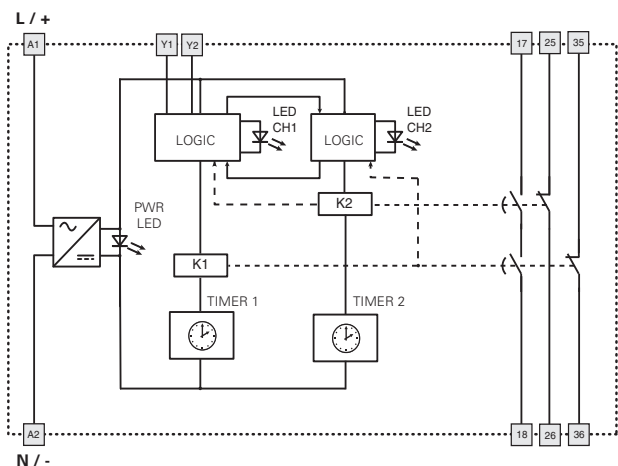 L / +
A1
Y1
Y2
17
25
35
LED
CH1
LED
CH2
LOGIC
LOGIC
K2
PWR
LED
K1
TIMER 1
TIMER 2
A2
18
26
36
N / -